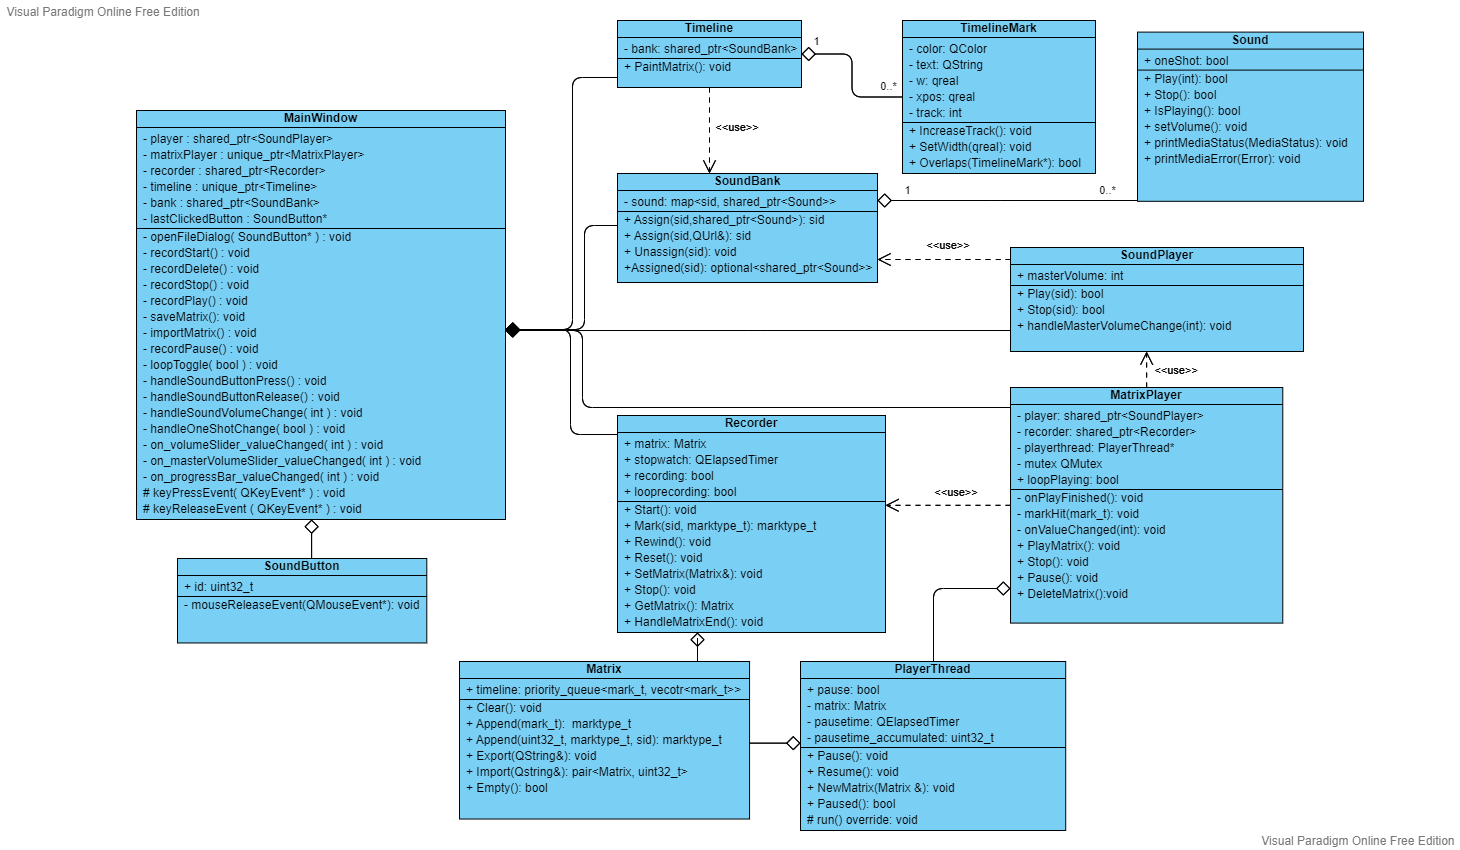 Visual Paradigm Online Free Edition
Timeline
- bank: shared_ptr<SoundBank>
+ PaintMatrix(): void
1
0..*
TimelineMark
- color: QColor
- text: QString
- w: qreal
- xpos: qreal
- track: int
+ IncreaseTrack(): void
+ SetWidth(qreal): void
+ Overlaps(TimelineMark*): bool
Sound
+ oneShot: bool
+ Play(int): bool
+ Stop(): bool
+ IsPlaying(): bool
+ setVolume(): void
+ printMediaStatus(MediaStatus): void
+ printMediaError(Error): void
MainWindow
- player : shared_ptr<SoundPlayer>
- matrixPlayer : unique_ptr<MatrixPlayer>
- recorder : shared_ptr<Recorder>
- timeline : unique_ptr<Timeline>
- bank : shared_ptr<SoundBank>
- lastClickedButton : SoundButton*
- openFileDialog( SoundButton* ) : void
- recordStart() : void
- recordDelete() : void
- recordStop() : void
- recordPlay() : void
- saveMatrix(): void
- importMatrix() : void
- recordPause() : void
- loopToggle( bool ) : void
- handleSoundButtonPress() : void
- handleSoundButtonRelease() : void
- handleSoundVolumeChange( int ) : void
- handleOneShotChange( bool ) : void
- on_volumeSlider_valueChanged( int ) : void
- on_masterVolumeSlider_valueChanged( int ) : void
- on_progressBar_valueChanged( int ) : void
# keyPressEvent( QKeyEvent* ) : void
# keyReleaseEvent ( QKeyEvent* ) : void
<<use>>
SoundBank
- sound: map<sid, shared_ptr<Sound>>
+ Assign(sid,shared_ptr<Sound>): sid
+ Assign(sid,QUrl&): sid
+ Unassign(sid): void
+Assigned(sid): optional<shared_ptr<Sound>>
1
0..*
<<use>>
SoundPlayer
+ masterVolume: int
+ Play(sid): bool
+ Stop(sid): bool
+ handleMasterVolumeChange(int): void
<<use>>
MatrixPlayer
- player: shared_ptr<SoundPlayer>
- recorder: shared_ptr<Recorder>
- playerthread: PlayerThread*
- mutex QMutex
+ loopPlaying: bool
- onPlayFinished(): void
- markHit(mark_t): void
- onValueChanged(int): void
+ PlayMatrix(): void
+ Stop(): void
+ Pause(): void
+ DeleteMatrix():void
Recorder
+ matrix: Matrix
+ stopwatch: QElapsedTimer
+ recording: bool
+ looprecording: bool
+ Start(): void
+ Mark(sid, marktype_t): marktype_t
+ Rewind(): void
+ Reset(): void
+ SetMatrix(Matrix&): void
+ Stop(): void
+ GetMatrix(): Matrix
+ HandleMatrixEnd(): void
<<use>>
SoundButton
+ id: uint32_t
- mouseReleaseEvent(QMouseEvent*): void
Matrix
+ timeline: priority_queue<mark_t, vecotr<mark_t>>
+ Clear(): void
+ Append(mark_t):  marktype_t
+ Append(uint32_t, marktype_t, sid): marktype_t
+ Export(QString&): void
+ Import(Qstring&): pair<Matrix, uint32_t>
+ Empty(): bool
PlayerThread
+ pause: bool
- matrix: Matrix
- pausetime: QElapsedTimer
- pausetime_accumulated: uint32_t
+ Pause(): void
+ Resume(): void
+ NewMatrix(Matrix &): void
+ Paused(): bool
# run() override: void
Visual Paradigm Online Free Edition